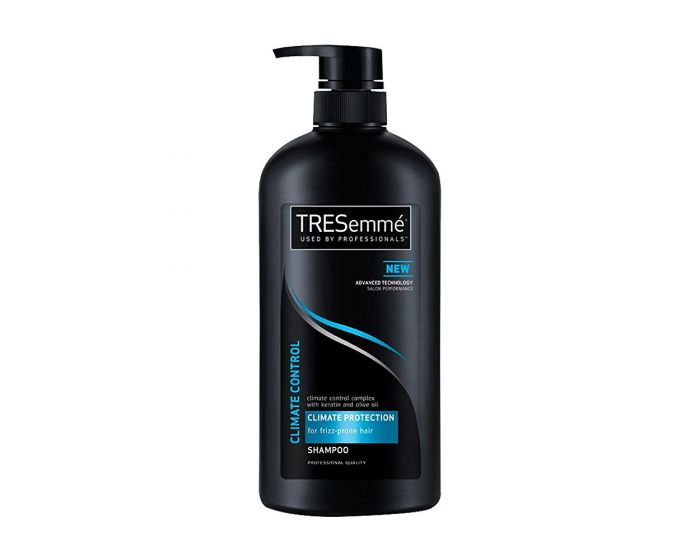 TRESemmé
USED BY PROFESSIONALS™
NEW
ADVANCED TECHNOLOGY
SALON PERFORMANCE
CLIMATE CONTROL
climate control complex
with keratin and olive oil
CLIMATE PROTECTION
for frizz-prone hair
SHAMPOO
PROFESSIONAL QUALITY